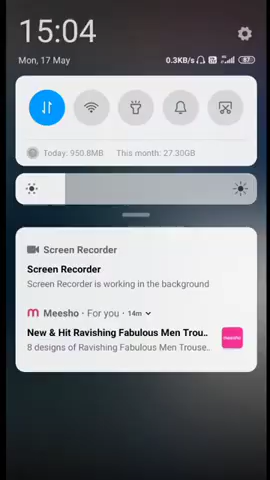 15:04
Mon, 17 May
0.3KB/s
4G
67
Today: 950.8MB
This month: 27.30GB
Screen Recorder
Screen Recorder
Screen Recorder is working in the background
Meesho · For you · 14m
New & Hit Ravishing Fabulous Men Trou..
8 designs of Ravishing Fabulous Men Trouse..
meesho